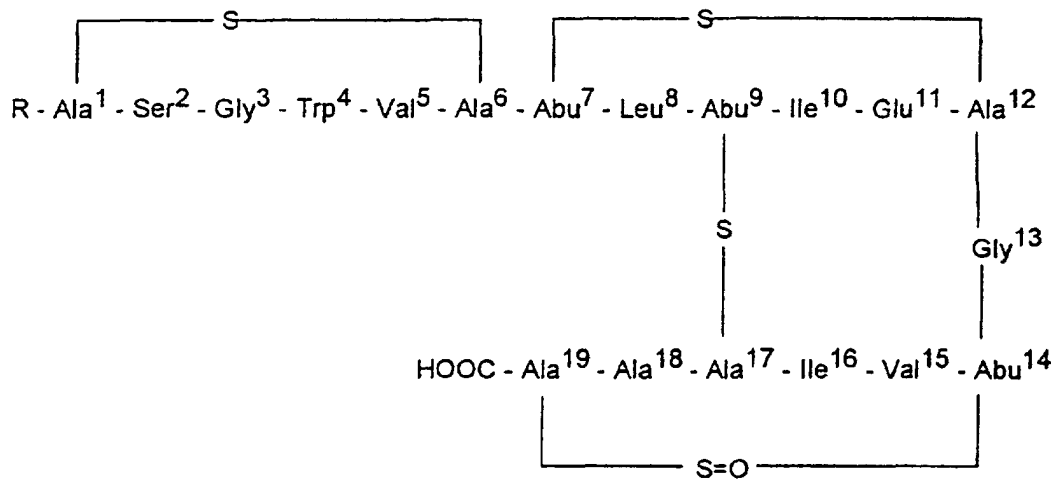 S S
R - Ala1 - Ser2 - Gly3 - Trp4 - Val5 - Ala6 - Abu7 - Leu8 - Abu9 - Ile10 - Glu11 - Ala12
S
Gly13
HOOC - Ala19 - Ala18 - Ala17 - Ile16 - Val15 - Abu14
S=O